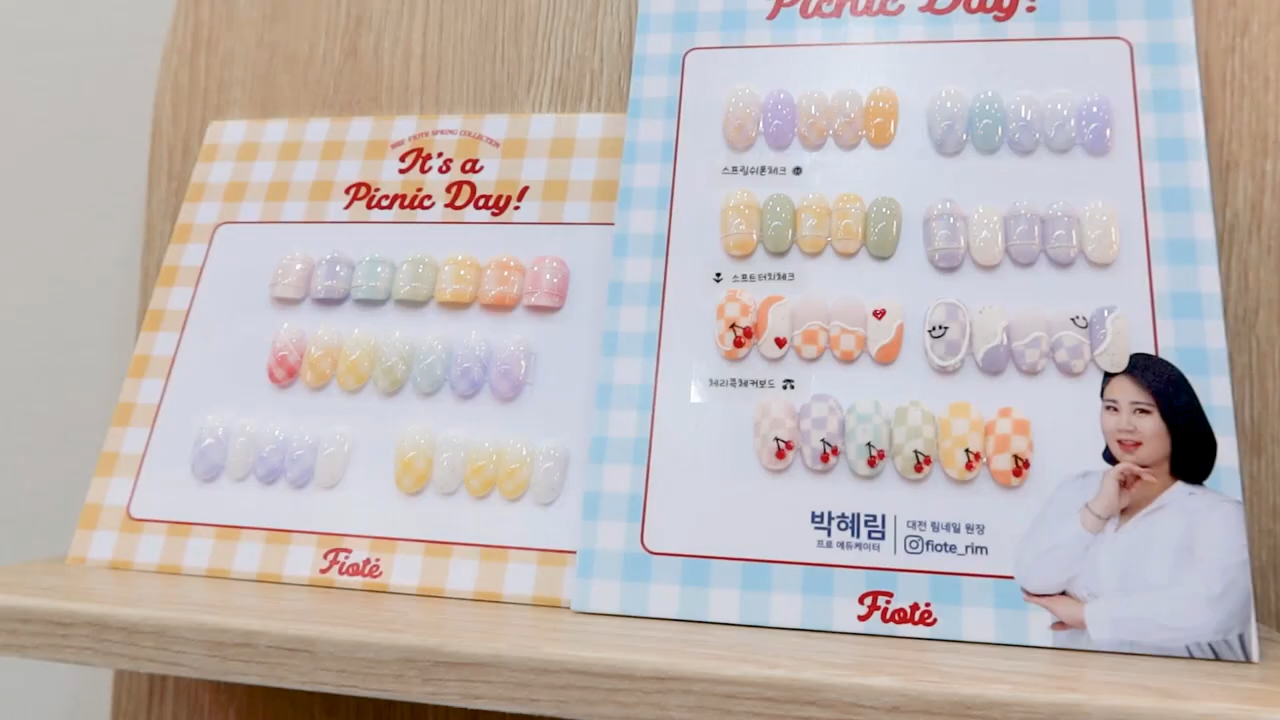 FIOTE SPRING COLLECTION
It's a
Picnic Day!
Fioté
Picnic Day!
스프링쉬폰체크
소프트터치체크
체리콕체커보드
박혜림
프로 에듀케이터
대전 림네일 원장
fiote_rim
Fioté